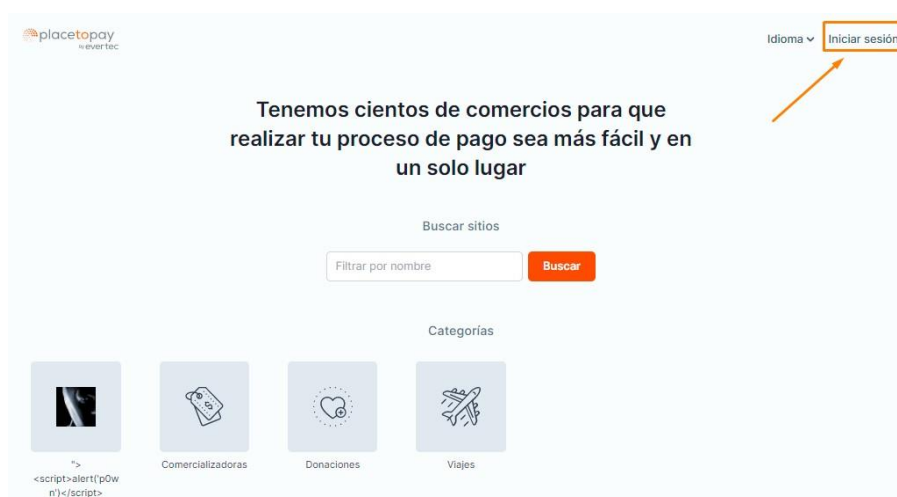 placetopay
by evertec
Idioma
Iniciar sesión
Tenemos cientos de comercios para que
realizar tu proceso de pago sea más fácil y en
un solo lugar
Buscar sitios
Filtrar por nombre
Buscar
Categorías
">
<script>alert('p0w
n')</script>
Comercializadoras
Donaciones
Viajes